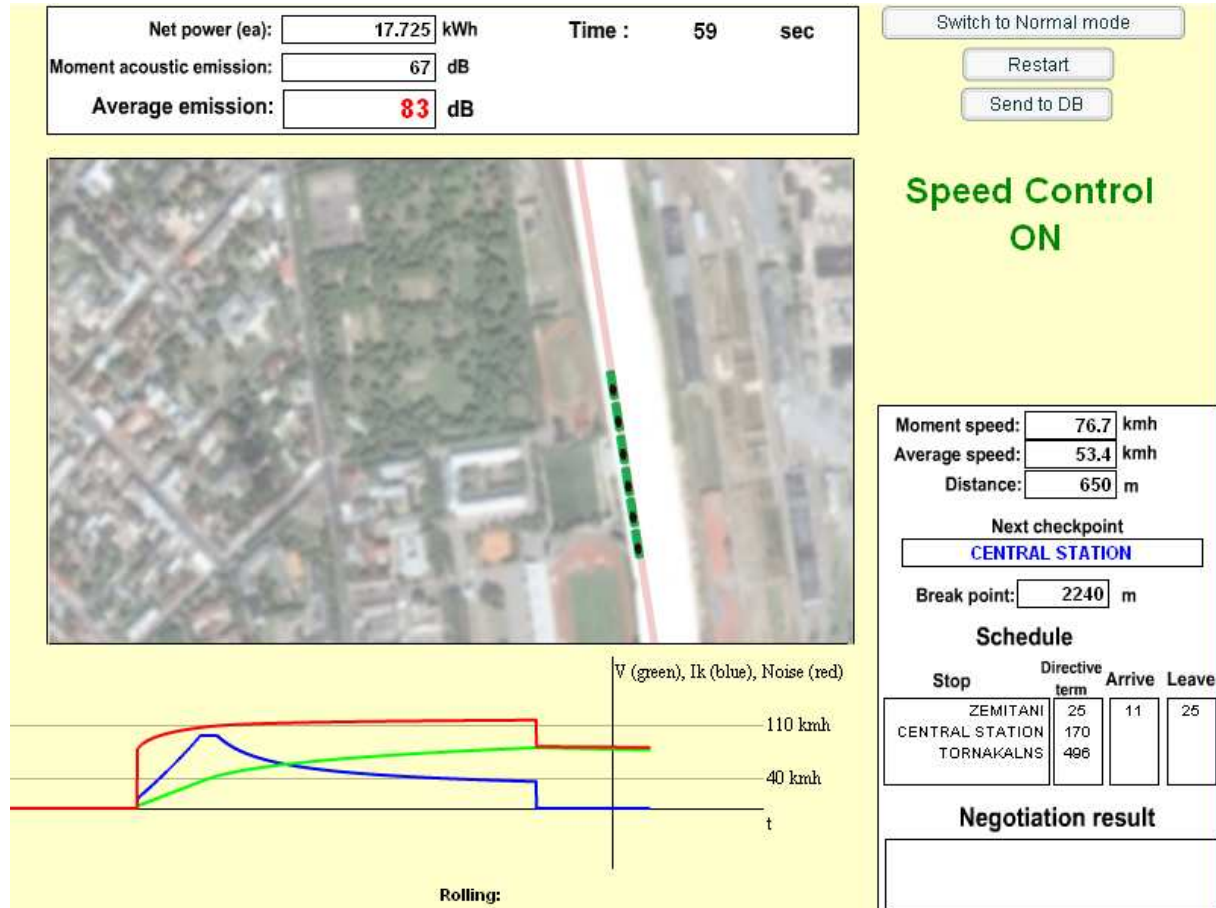 Net power (ea): 17.725 kWh Time : 59 sec
Moment acoustic emission: 67 dB
Average emission: 83 dB
Switch to Normal mode
Restart
Send to DB
Speed Control
ON
Moment speed: 76.7 kmh
Average speed: 53.4 kmh
Distance: 650 m
Next checkpoint
CENTRAL STATION
Break point: 2240 m
Schedule
Stop Directive term Arrive Leave
ZEMITANI 25 11 25
CENTRAL STATION 170
TORNAKALNS 496
Negotiation result
V (green), Ik (blue), Noise (red)
110 kmh
40 kmh
t
Rolling: